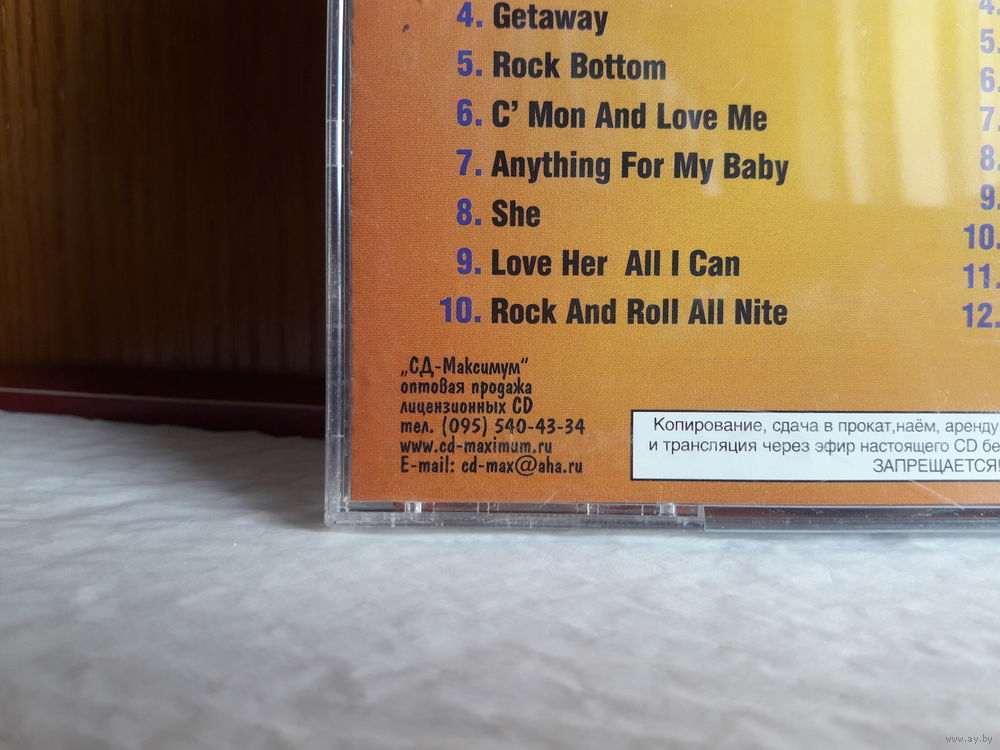 4. Getaway
5. Rock Bottom
6. C' Mon And Love Me
7. Anything For My Baby
8. She
9. Love Her All I Can
10. Rock And Roll All Nite
4.
5.
6.
7.
8.
9.
10.
11.
12.
„СД-Максимум“
оптовая продажа
лицензионных CD
тел. (095) 540-43-34
www.cd-maximum.ru
E-mail: cd-max@aha.ru
Копирование, сдача в прокат,наём, аренду
и трансляция через эфир настоящего CD бе
ЗАПРЕЩАЕТСЯ!
www.ay.by